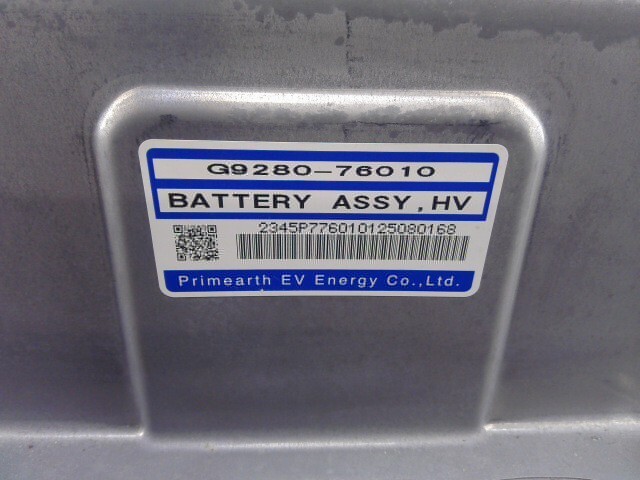 G9280-76010
BATTERY ASSY,HV
2345P776010125080168
Primearth EV Energy Co.,Ltd.